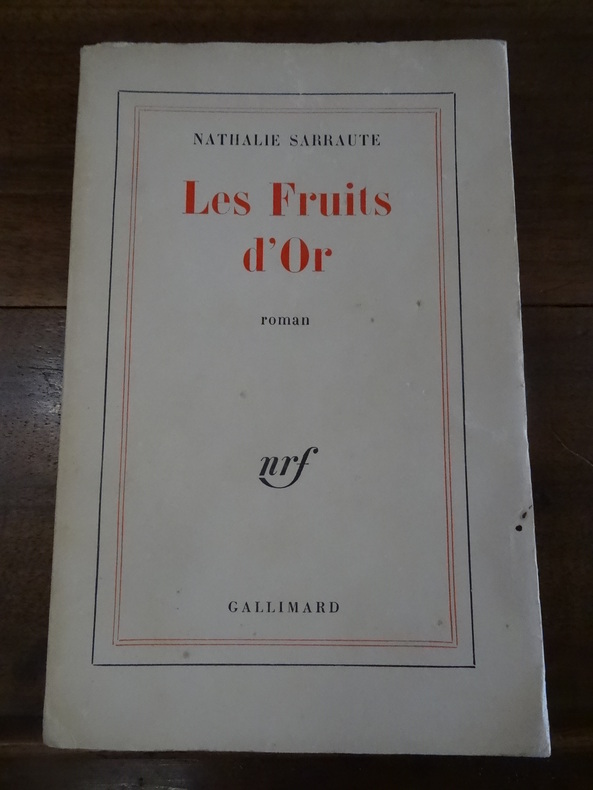 NATHALIE SARRAUTE
Les Fruits
d'Or
roman
nrf
GALLIMARD